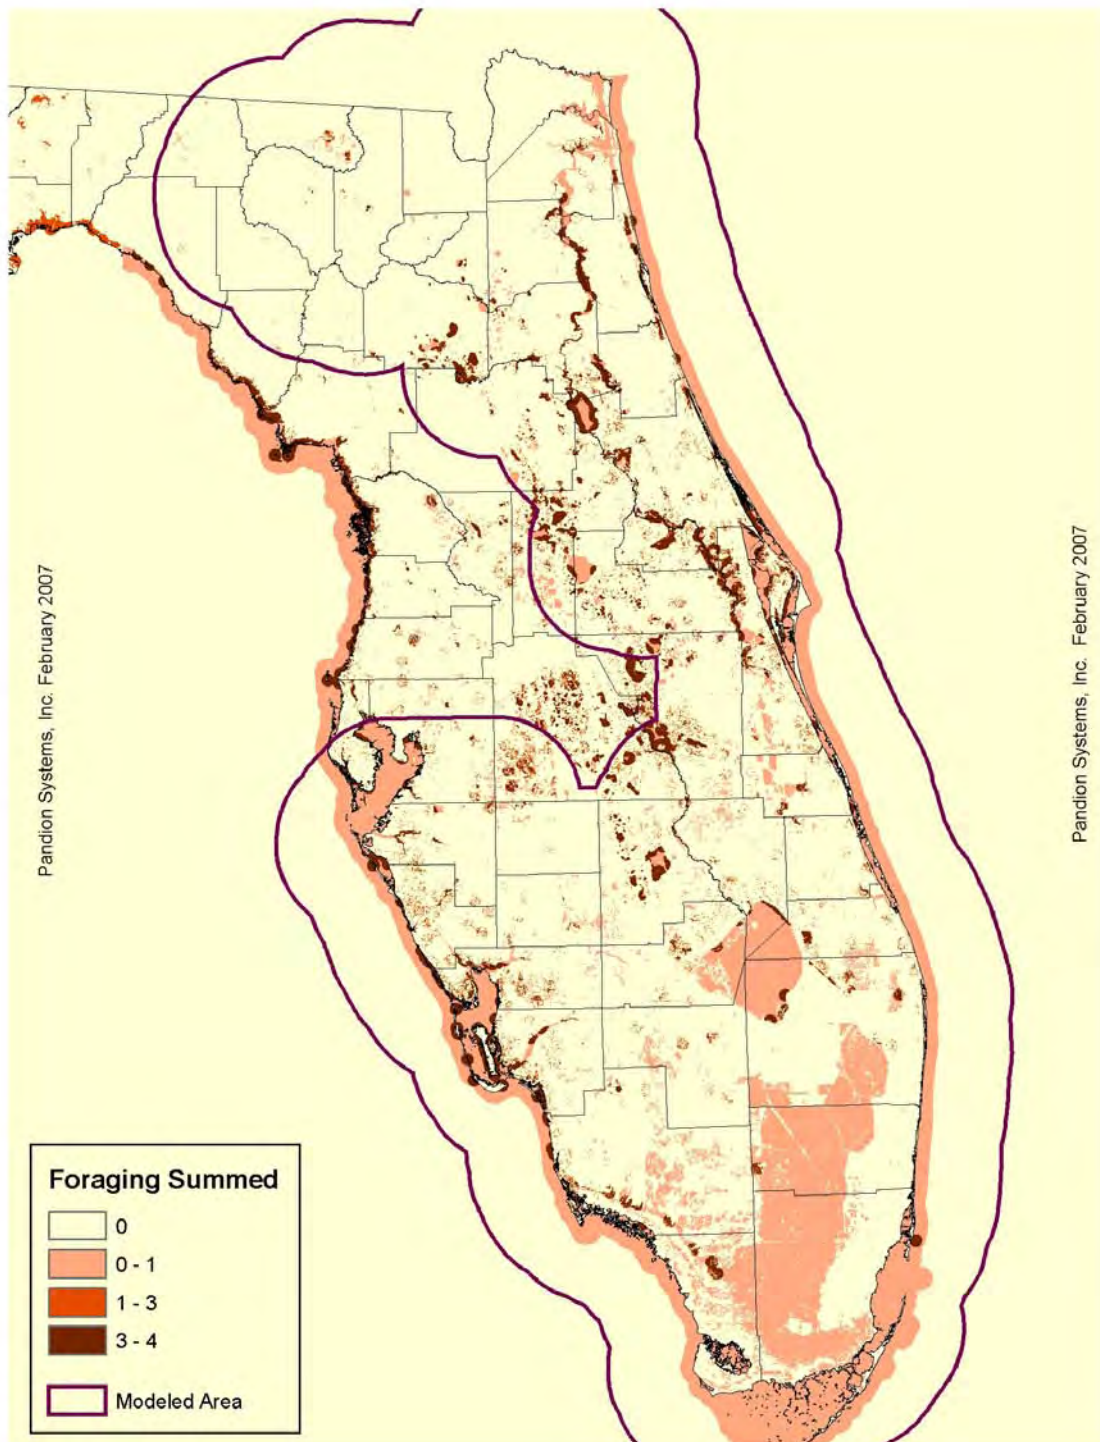 Pandion Systems, Inc. February 2007
Pandion Systems, Inc. February 2007
Foraging Summed
0
0 - 1
1 - 3
3 - 4
Modeled Area